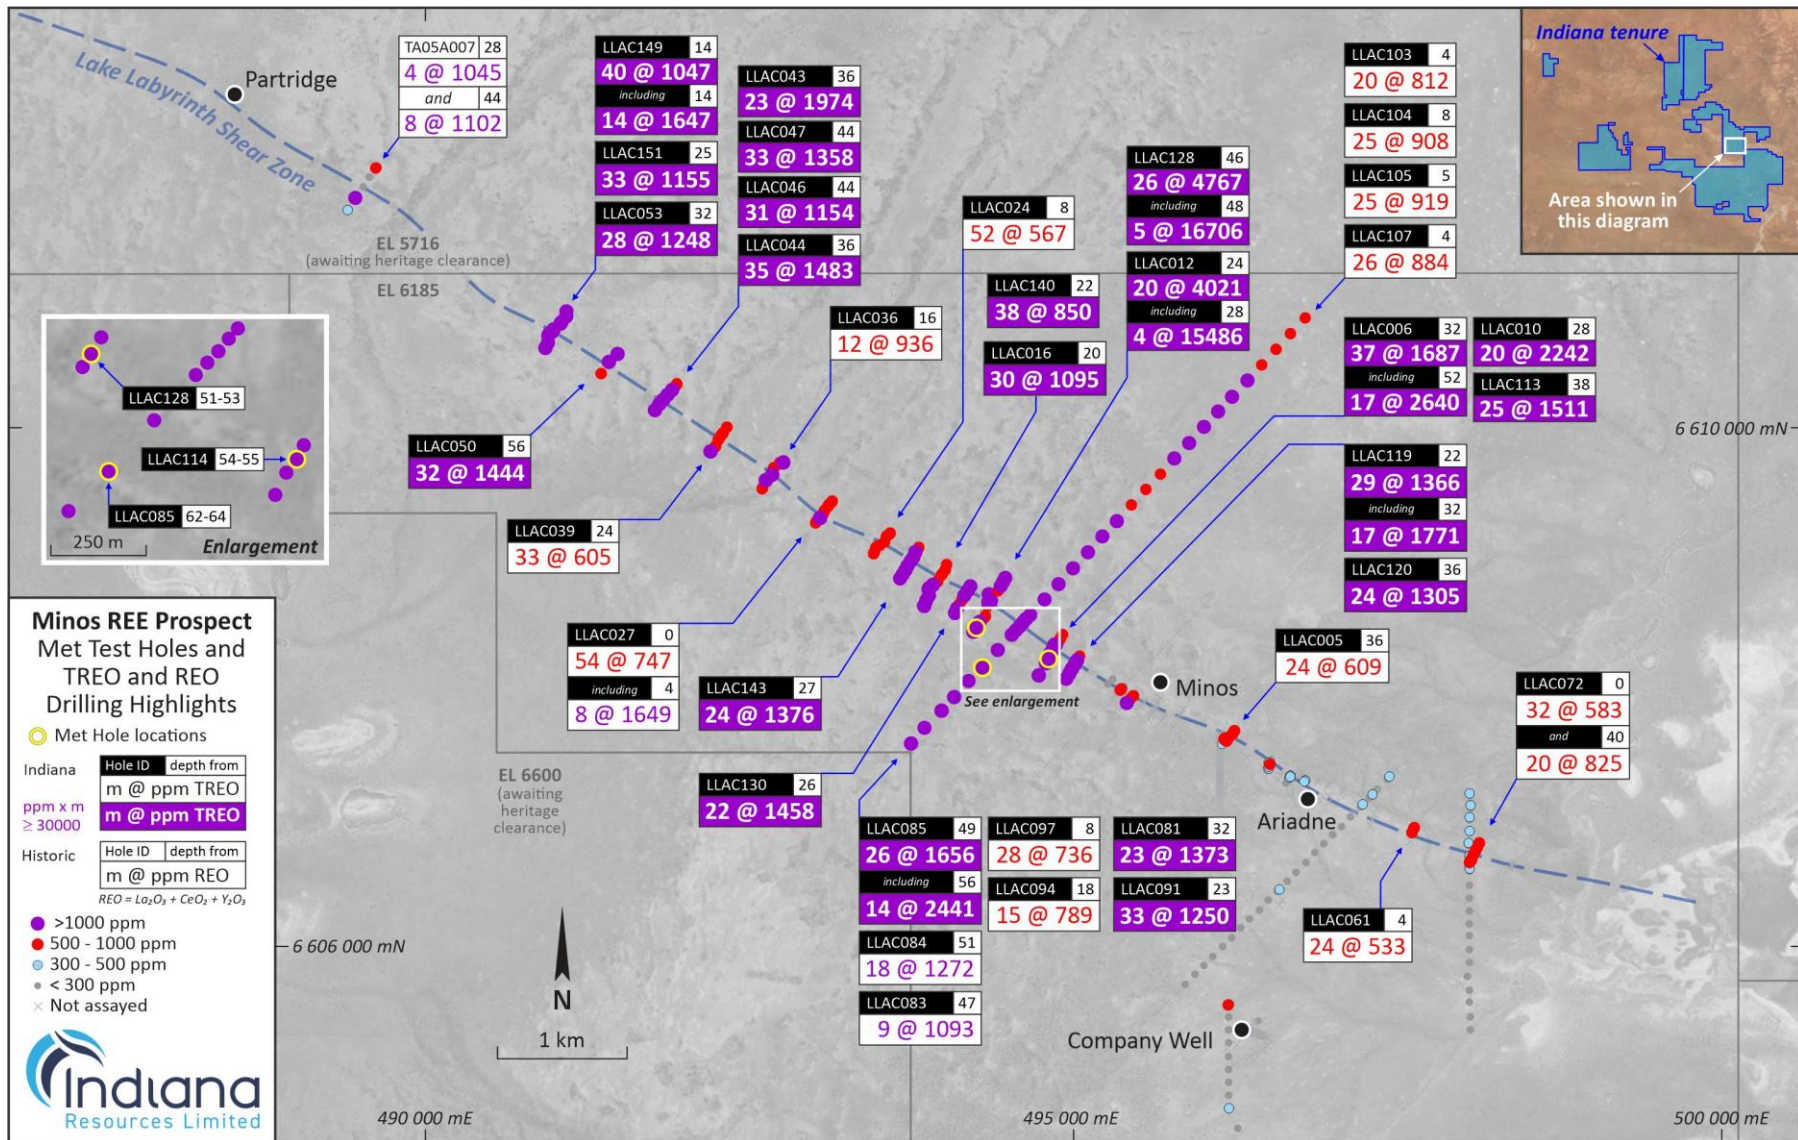 Lake Labyrinth Shear Zone
Partridge
TA05A007 28
4 @ 1045
and 44
8 @ 1102
EL 5716
(awaiting heritage clearance)
EL 6185
LLAC149 14
40 @ 1047
including 14
14 @ 1647
LLAC151 25
33 @ 1155
LLAC053 32
28 @ 1248
LLAC043 36
23 @ 1974
LLAC047 44
33 @ 1358
LLAC046 44
31 @ 1154
LLAC044 36
35 @ 1483
LLAC036 16
12 @ 936
LLAC024 8
52 @ 567
LLAC140 22
38 @ 850
LLAC016 20
30 @ 1095
LLAC128 46
26 @ 4767
including 48
5 @ 16706
LLAC012 24
20 @ 4021
including 28
4 @ 15486
LLAC103 4
20 @ 812
LLAC104 8
25 @ 908
LLAC105 5
25 @ 919
LLAC107 4
26 @ 884
Indiana tenure
Area shown in
this diagram
LLAC006 32
37 @ 1687
including 52
17 @ 2640
LLAC010 28
20 @ 2242
LLAC113 38
25 @ 1511
6 610 000 mN
LLAC119 22
29 @ 1366
including 32
17 @ 1771
LLAC120 36
24 @ 1305
LLAC128 51-53
LLAC114 54-55
LLAC085 62-64
250 m
Enlargement
LLAC050 56
32 @ 1444
LLAC039 24
33 @ 605
LLAC027 0
54 @ 747
including 4
8 @ 1649
LLAC143 27
24 @ 1376
LLAC130 26
22 @ 1458
See enlargement
Minos
LLAC005 36
24 @ 609
LLAC072 0
32 @ 583
and 40
20 @ 825
EL 6600
(awaiting
heritage
clearance)
Ariadne
LLAC085 49
26 @ 1656
including 56
14 @ 2441
LLAC084 51
18 @ 1272
LLAC083 47
9 @ 1093
LLAC097 8
28 @ 736
LLAC094 18
15 @ 789
LLAC081 32
23 @ 1373
LLAC091 23
33 @ 1250
LLAC061 4
24 @ 533
Company Well
6 606 000 mN
N
1 km
490 000 mE
495 000 mE
500 000 mE
Minos REE Prospect
Met Test Holes and
TREO and REO
Drilling Highlights
Met Hole locations
Indiana
Hole ID depth from
m @ ppm TREO
ppm x m
≥ 30000
m @ ppm TREO
Historic
Hole ID depth from
m @ ppm REO
REO = La₂O₃ + CeO₂ + Y₂O₃
>1000 ppm
500 - 1000 ppm
300 - 500 ppm
< 300 ppm
Not assayed
Indiana
Resources Limited